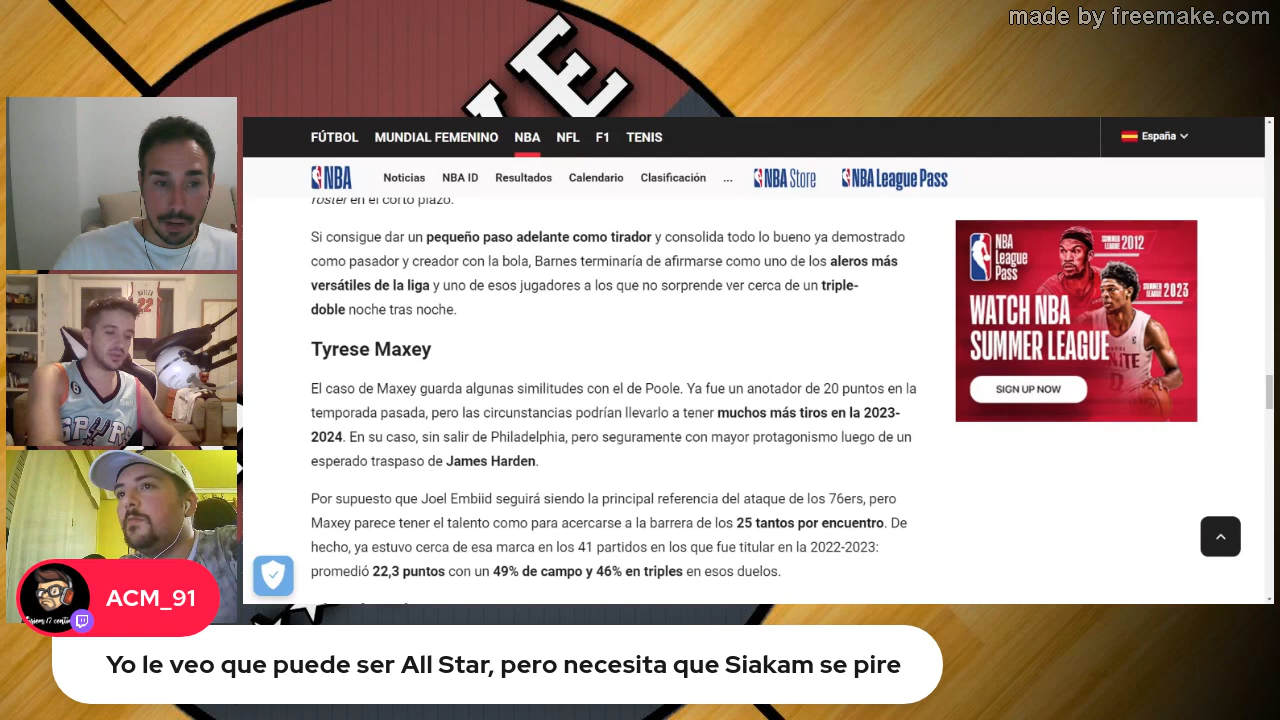 made by freemake.com
FÚTBOL MUNDIAL FEMENINO NBA NFL F1 TENIS
España
NBA Noticias NBA ID Resultados Calendario Clasificación ... NBA Store NBA League Pass
roster en el corto plazo.
Si consigue dar un pequeño paso adelante como tirador y consolida todo lo bueno ya demostrado
como pasador y creador con la bola, Barnes terminaría de afirmarse como uno de los aleros más
versátiles de la liga y uno de esos jugadores a los que no sorprende ver cerca de un triple-
doble noche tras noche.
Tyrese Maxey
El caso de Maxey guarda algunas similitudes con el de Poole. Ya fue un anotador de 20 puntos en la
temporada pasada, pero las circunstancias podrían llevarlo a tener muchos más tiros en la 2023-
2024. En su caso, sin salir de Philadelphia, pero seguramente con mayor protagonismo luego de un
esperado traspaso de James Harden.
Por supuesto que Joel Embiid seguirá siendo la principal referencia del ataque de los 76ers, pero
Maxey parece tener el talento como para acercarse a la barrera de los 25 tantos por encuentro. De
hecho, ya estuvo cerca de esa marca en los 41 partidos en los que fue titular en la 2022-2023:
promedió 22,3 puntos con un 49% de campo y 46% en triples en esos duelos.
NBA
League
Pass
SUMMER LEAGUE 2012
SUMMER LEAGUE 2023
WATCH NBA
SUMMER LEAGUE
SIGN UP NOW
22
SPURS
ACM_91
Yo le veo que puede ser All Star, pero necesita que Siakam se pire